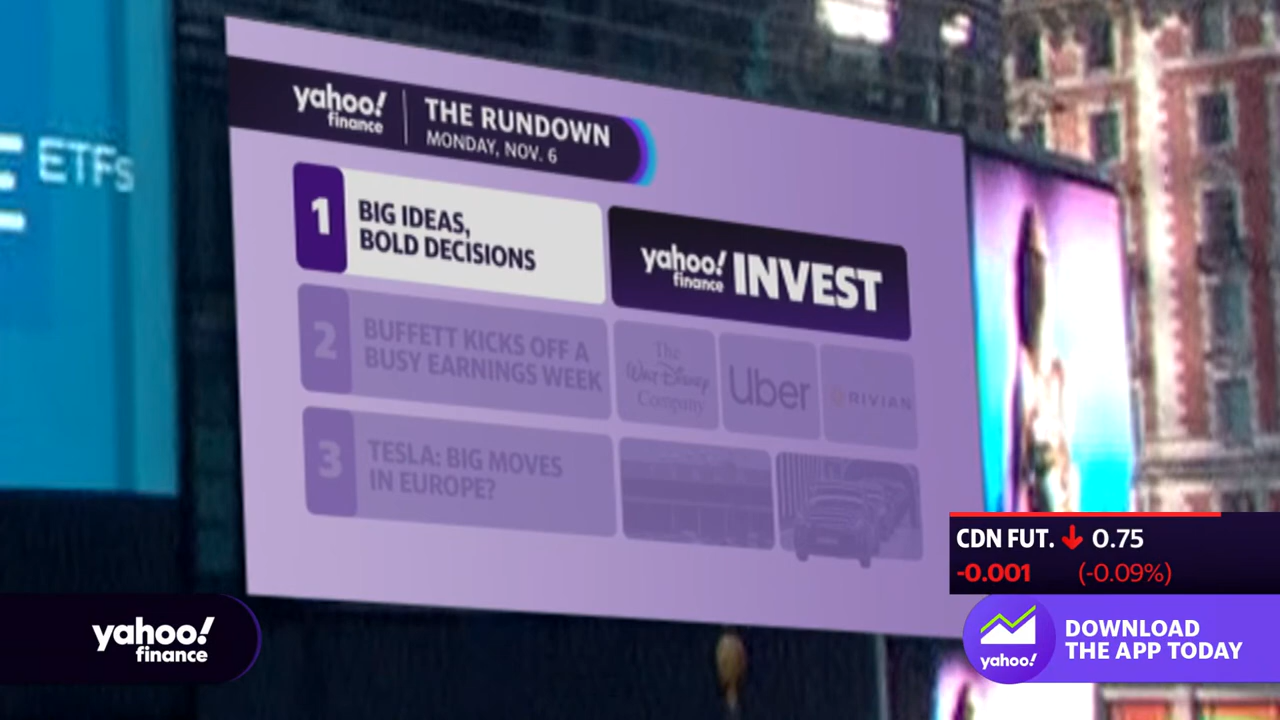 ETFs
yahoo!
finance
THE RUNDOWN
MONDAY, NOV. 6
1
BIG IDEAS,
BOLD DECISIONS
yahoo!
finance
INVEST
2
BUFFETT KICKS OFF A
BUSY EARNINGS WEEK
The
Walt Disney
Company
Uber
RIVIAN
3
TESLA: BIG MOVES
IN EUROPE?
CDN FUT. 0.75
-0.001 (-0.09%)
yahoo!
finance
yahoo!
DOWNLOAD
THE APP TODAY